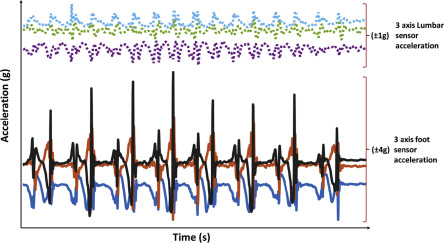 3 axis Lumbar
sensor
acceleration
(±1g)
Acceleration (g)
3 axis foot
sensor
acceleration
(±4g)
Time (s)